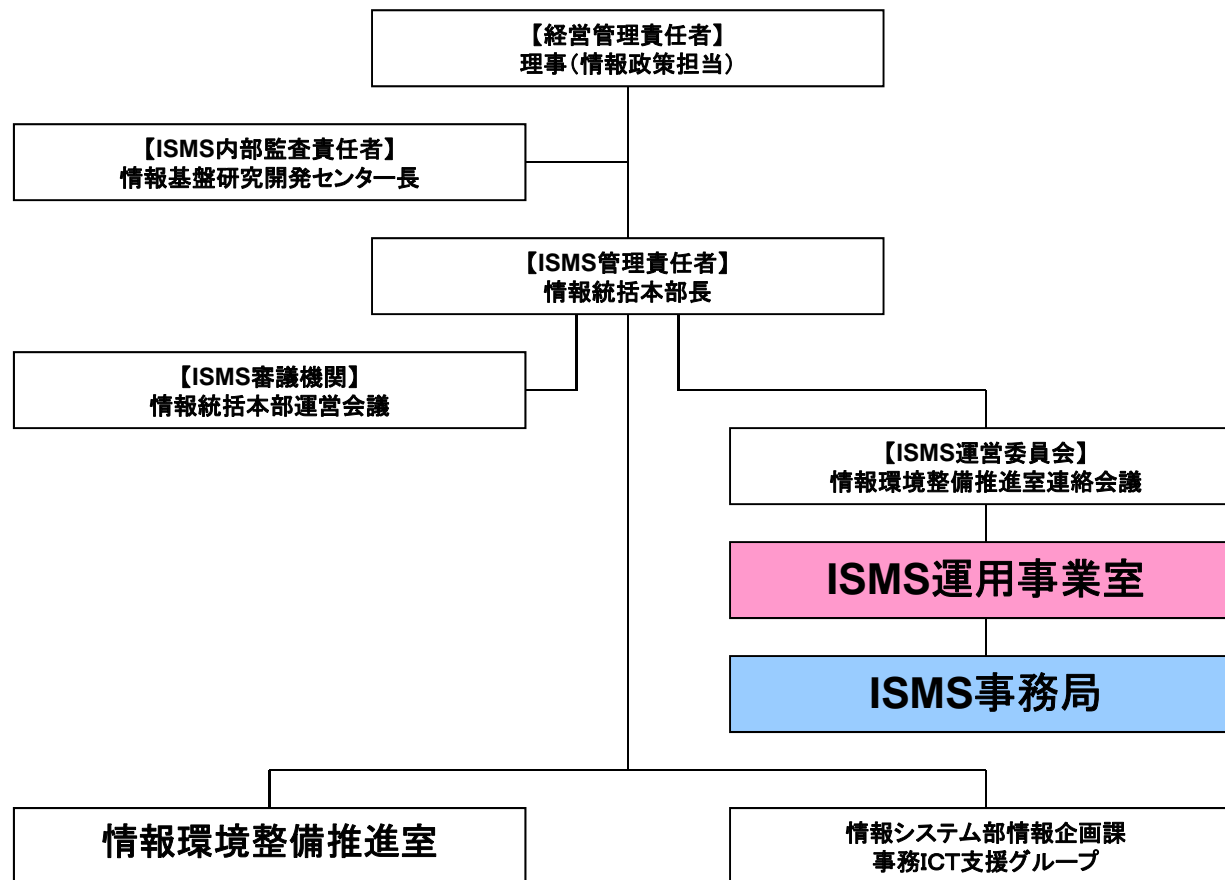 【経営管理責任者】
理事(情報政策担当)
【ISMS内部監査責任者】
情報基盤研究開発センター長
【ISMS管理責任者】
情報統括本部長
【ISMS審議機関】
情報統括本部運営会議
【ISMS運営委員会】
情報環境整備推進室連絡会議
ISMS運用事業室
ISMS事務局
情報環境整備推進室
情報システム部情報企画課
事務ICT支援グループ